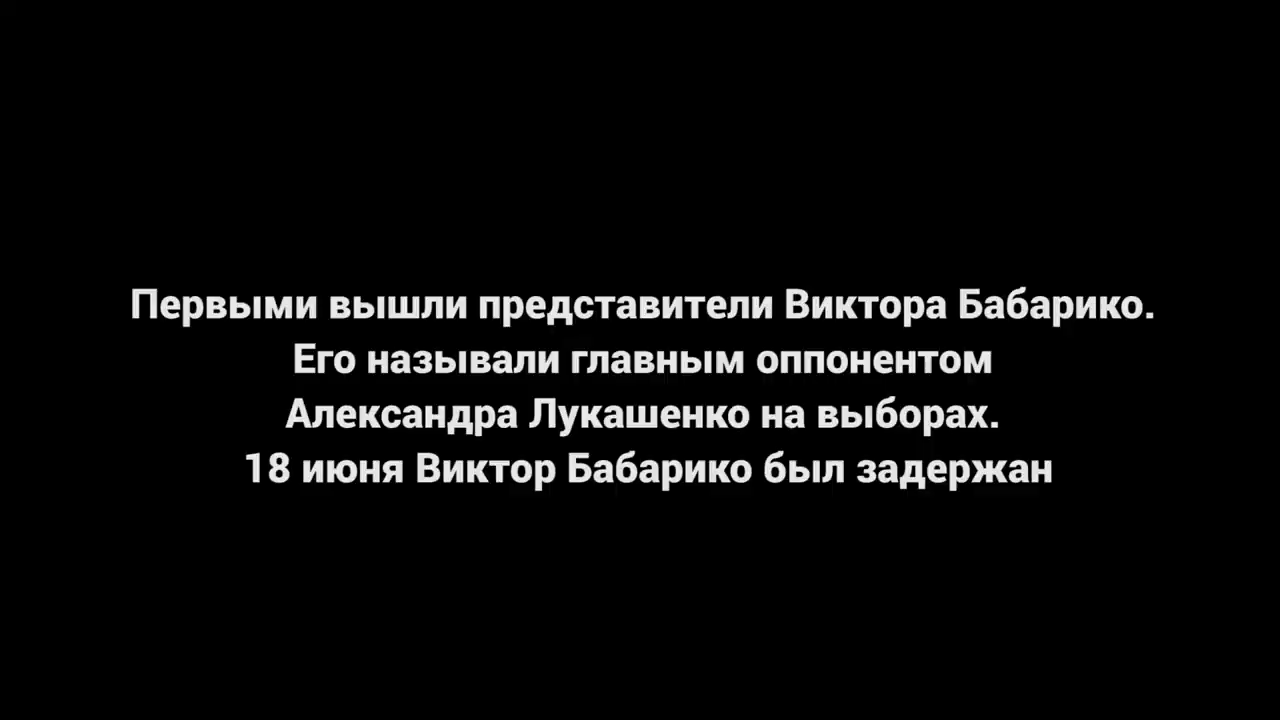 Первыми вышли представители Виктора Бабарико.
Его называли главным оппонентом
Александра Лукашенко на выборах.
18 июня Виктор Бабарико был задержан